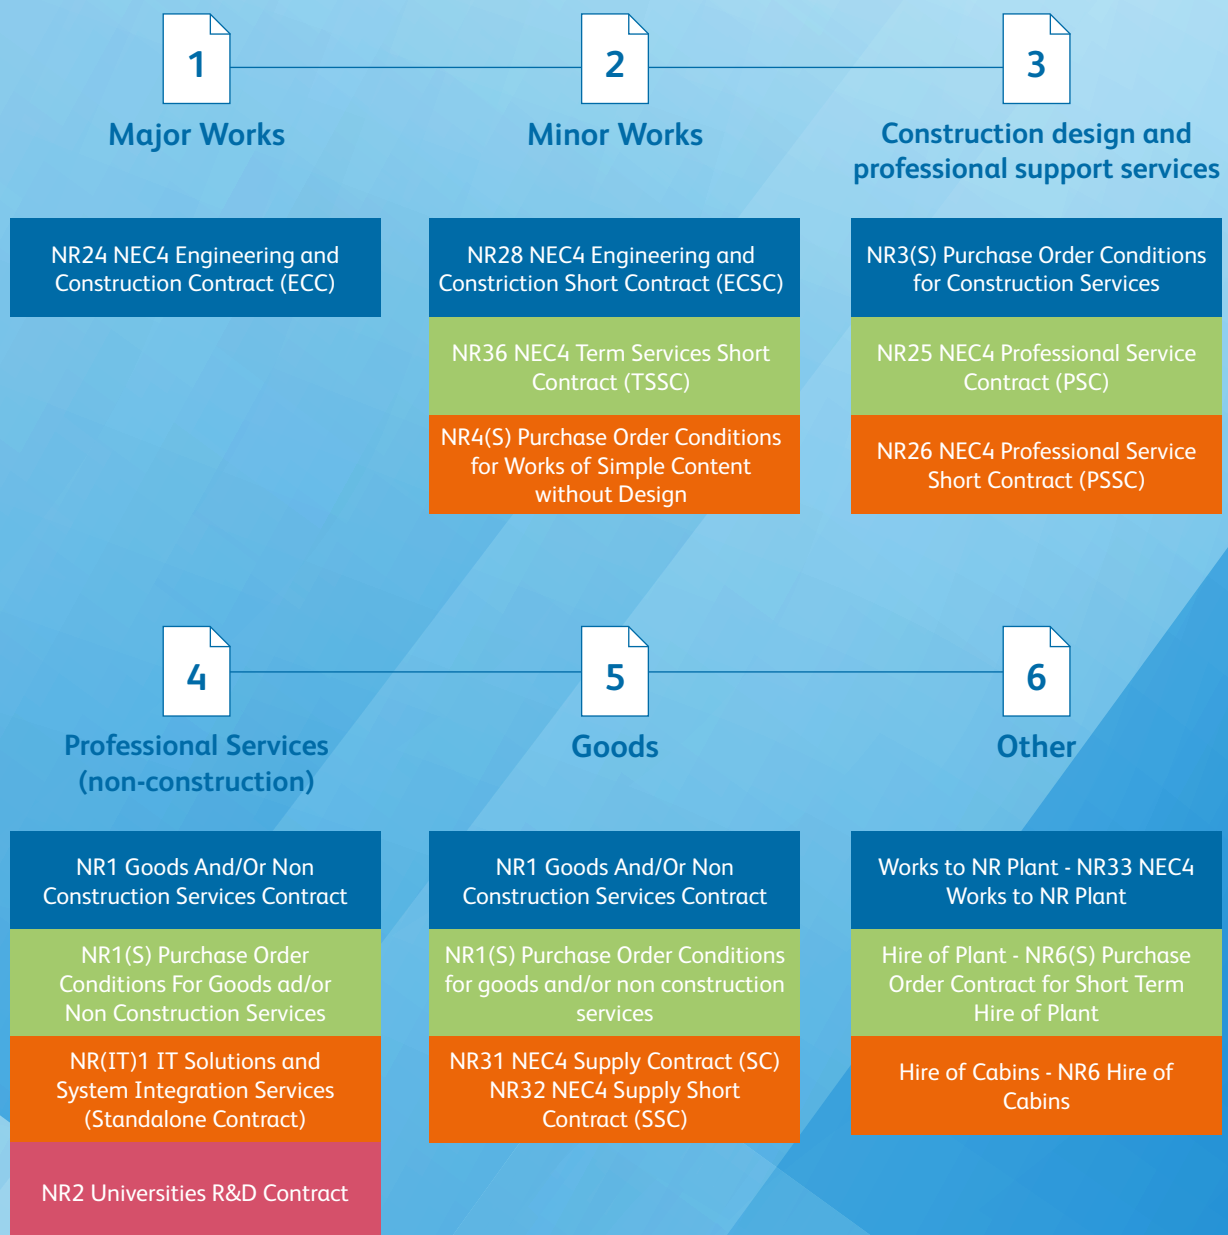 1
Major Works
NR24 NEC4 Engineering and
Construction Contract (ECC)
2
Minor Works
NR28 NEC4 Engineering and
Constriction Short Contract (ECSC)
NR36 NEC4 Term Services Short
Contract (TSSC)
NR4(S) Purchase Order Conditions
for Works of Simple Content
without Design
3
Construction design and
professional support services
NR3(S) Purchase Order Conditions
for Construction Services
NR25 NEC4 Professional Service
Contract (PSC)
NR26 NEC4 Professional Service
Short Contract (PSSC)
4
Professional Services
(non-construction)
NR1 Goods And/Or Non
Construction Services Contract
NR1(S) Purchase Order
Conditions For Goods ad/or
Non Construction Services
NR(IT)1 IT Solutions and
System Integration Services
(Standalone Contract)
NR2 Universities R&D Contract
5
Goods
NR1 Goods And/Or Non
Construction Services Contract
NR1(S) Purchase Order Conditions
for goods and/or non construction
services
NR31 NEC4 Supply Contract (SC)
NR32 NEC4 Supply Short
Contract (SSC)
6
Other
Works to NR Plant - NR33 NEC4
Works to NR Plant
Hire of Plant - NR6(S) Purchase
Order Contract for Short Term
Hire of Plant
Hire of Cabins - NR6 Hire of
Cabins